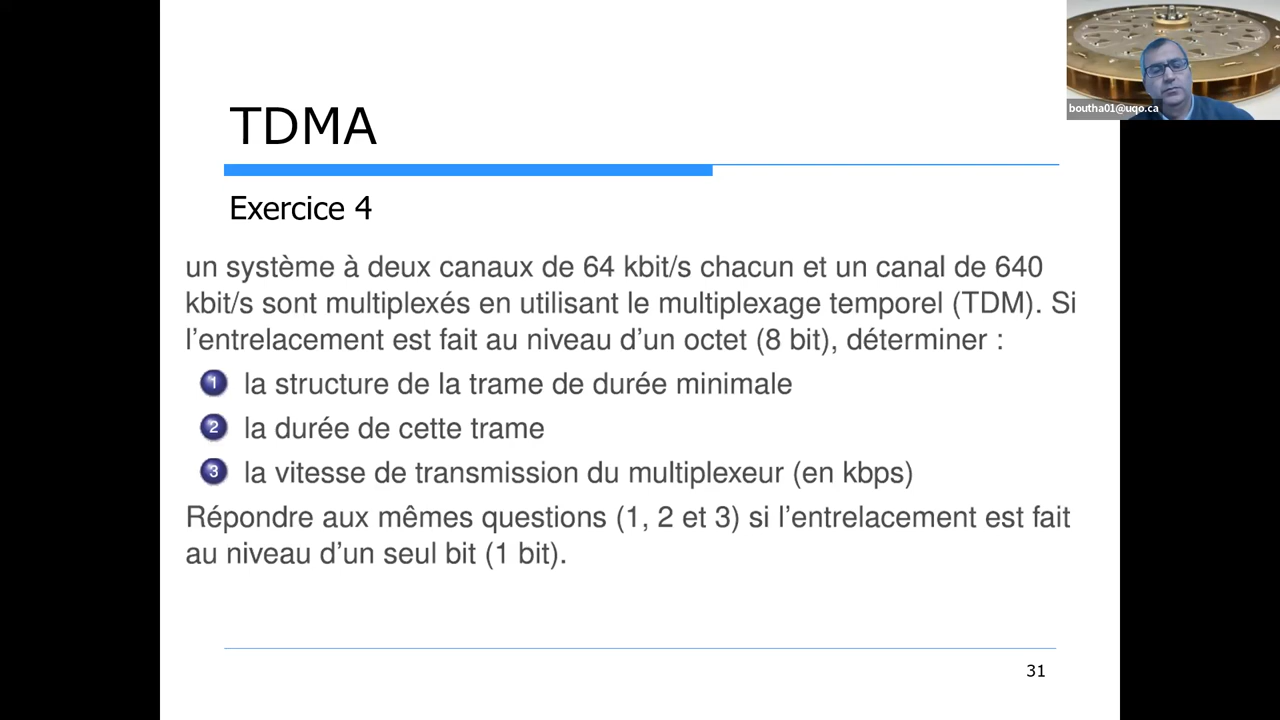 boutha01@uqo.ca
TDMA
Exercice 4
un système à deux canaux de 64 kbit/s chacun et un canal de 640
kbit/s sont multiplexés en utilisant le multiplexage temporel (TDM). Si
l'entrelacement est fait au niveau d'un octet (8 bit), déterminer :
1 la structure de la trame de durée minimale
2 la durée de cette trame
3 la vitesse de transmission du multiplexeur (en kbps)
Répondre aux mêmes questions (1, 2 et 3) si l'entrelacement est fait
au niveau d'un seul bit (1 bit).
31